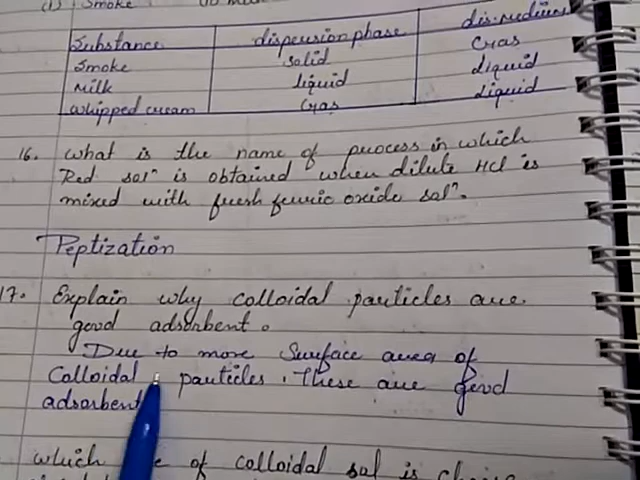 (i) Smoke
Substance dispersion phase dis. medium
Smoke solid Gas
Milk liquid Liquid
Whipped cream Gas Liquid
16. what is the name of process in which
Red solⁿ is obtained when dilute HCl is
mixed with fresh ferric oxide solⁿ.
Peptization
17. Explain why colloidal particles are
good adsorbent.
Due to more Surface area of
Colloidal particles. These are good
adsorbent
which of colloidal sol is